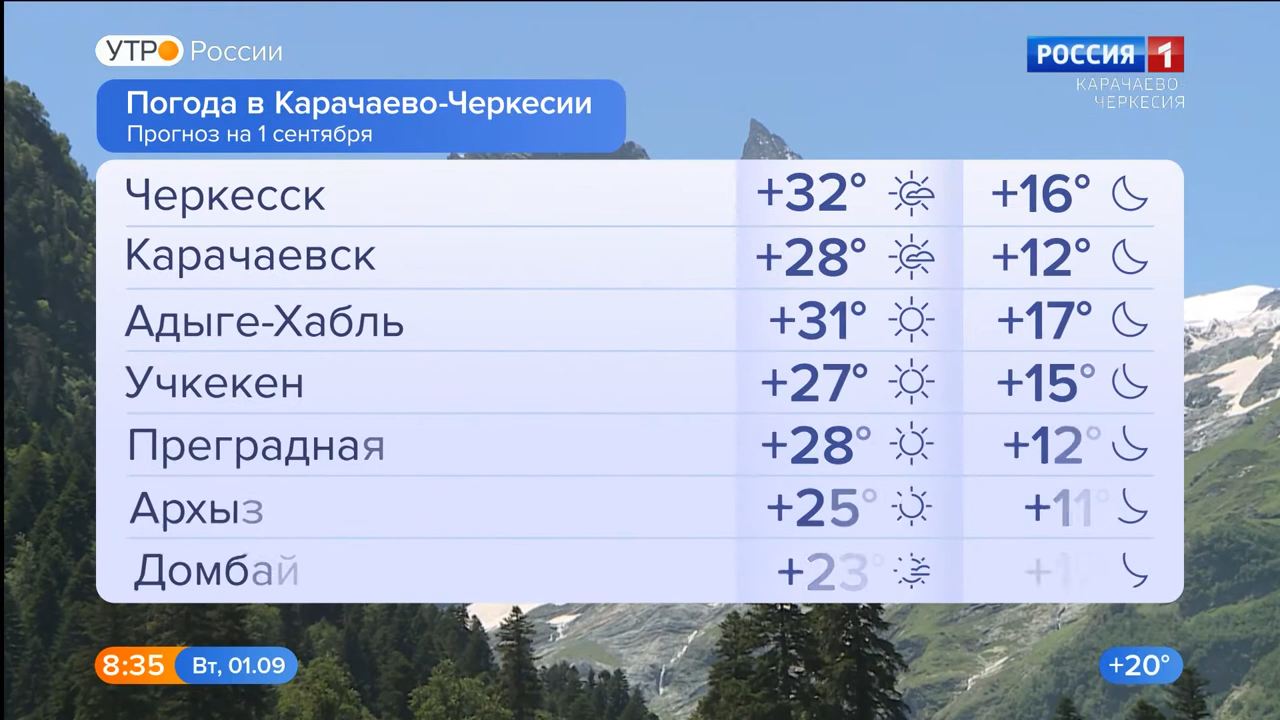 УТРО России
РОССИЯ 1
КАРАЧАЕВО-
ЧЕРКЕСИЯ
Погода в Карачаево-Черкесии
Прогноз на 1 сентября
Черкесск +32° +16°
Карачаевск +28° +12°
Адыге-Хабль +31° +17°
Учкекен +27° +15°
Преградная +28° +12°
Архыз +25° +11°
Домбай +23°
8:35 Вт, 01.09 +20°